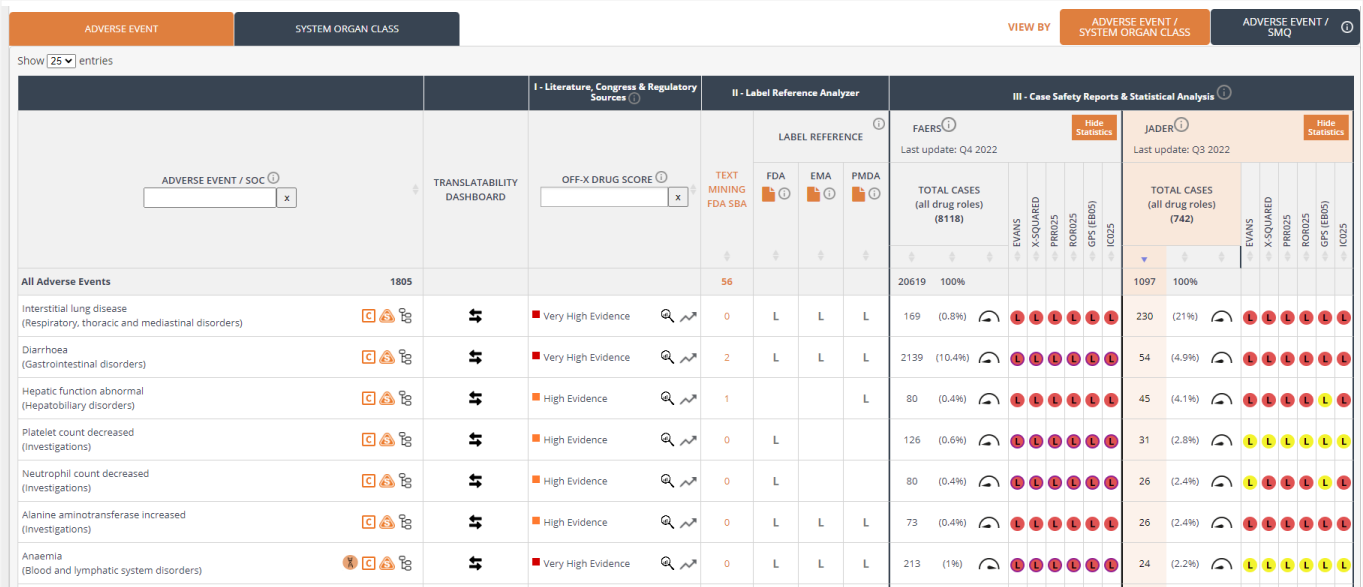 ADVERSE EVENT
SYSTEM ORGAN CLASS
VIEW BY
ADVERSE EVENT /
SYSTEM ORGAN CLASS
ADVERSE EVENT /
SMQ
Show 25 entries
I - Literature, Congress & Regulatory
Sources
II - Label Reference Analyzer
III - Case Safety Reports & Statistical Analysis
ADVERSE EVENT / SOC
x
TRANSLATABILITY
DASHBOARD
OFF-X DRUG SCORE
x
TEXT
MINING
FDA SBA
LABEL REFERENCE
FDA EMA PMDA
FAERS
Hide
Statistics
Last update: Q4 2022
TOTAL CASES
(all drug roles)
(8118)
EVANS
X-SQUARED
PRR025
ROR025
GPS (EB05)
IC025
JADER
Hide
Statistics
Last update: Q3 2022
TOTAL CASES
(all drug roles)
(742)
EVANS
X-SQUARED
PRR025
ROR025
GPS (EB05)
IC025
All Adverse Events 1805 56 20619 100% 1097 100%
Interstitial lung disease
(Respiratory, thoracic and mediastinal disorders) C S Very High Evidence 0 L L L 169 (0.8%) L L L L L L 230 (21%) L L L L L L
Diarrhoea
(Gastrointestinal disorders) C S Very High Evidence 2 L L L 2139 (10.4%) L L L L L L 54 (4.9%) L L L L L L
Hepatic function abnormal
(Hepatobiliary disorders) C S High Evidence 1 L 80 (0.4%) L L L L L L 45 (4.1%) L L L L L L
Platelet count decreased
(Investigations) C S High Evidence 0 L 126 (0.6%) L L L L L L 31 (2.8%) L L L L L L
Neutrophil count decreased
(Investigations) C S High Evidence 0 L 80 (0.4%) L L L L L L 26 (2.4%) L L L L L L
Alanine aminotransferase increased
(Investigations) C S High Evidence 0 L L L 73 (0.4%) L L L L L L 26 (2.4%) L L L L L L
Anaemia
(Blood and lymphatic system disorders) C S Very High Evidence 0 L L L 213 (1%) L L L L L L 24 (2.2%) L L L L L L